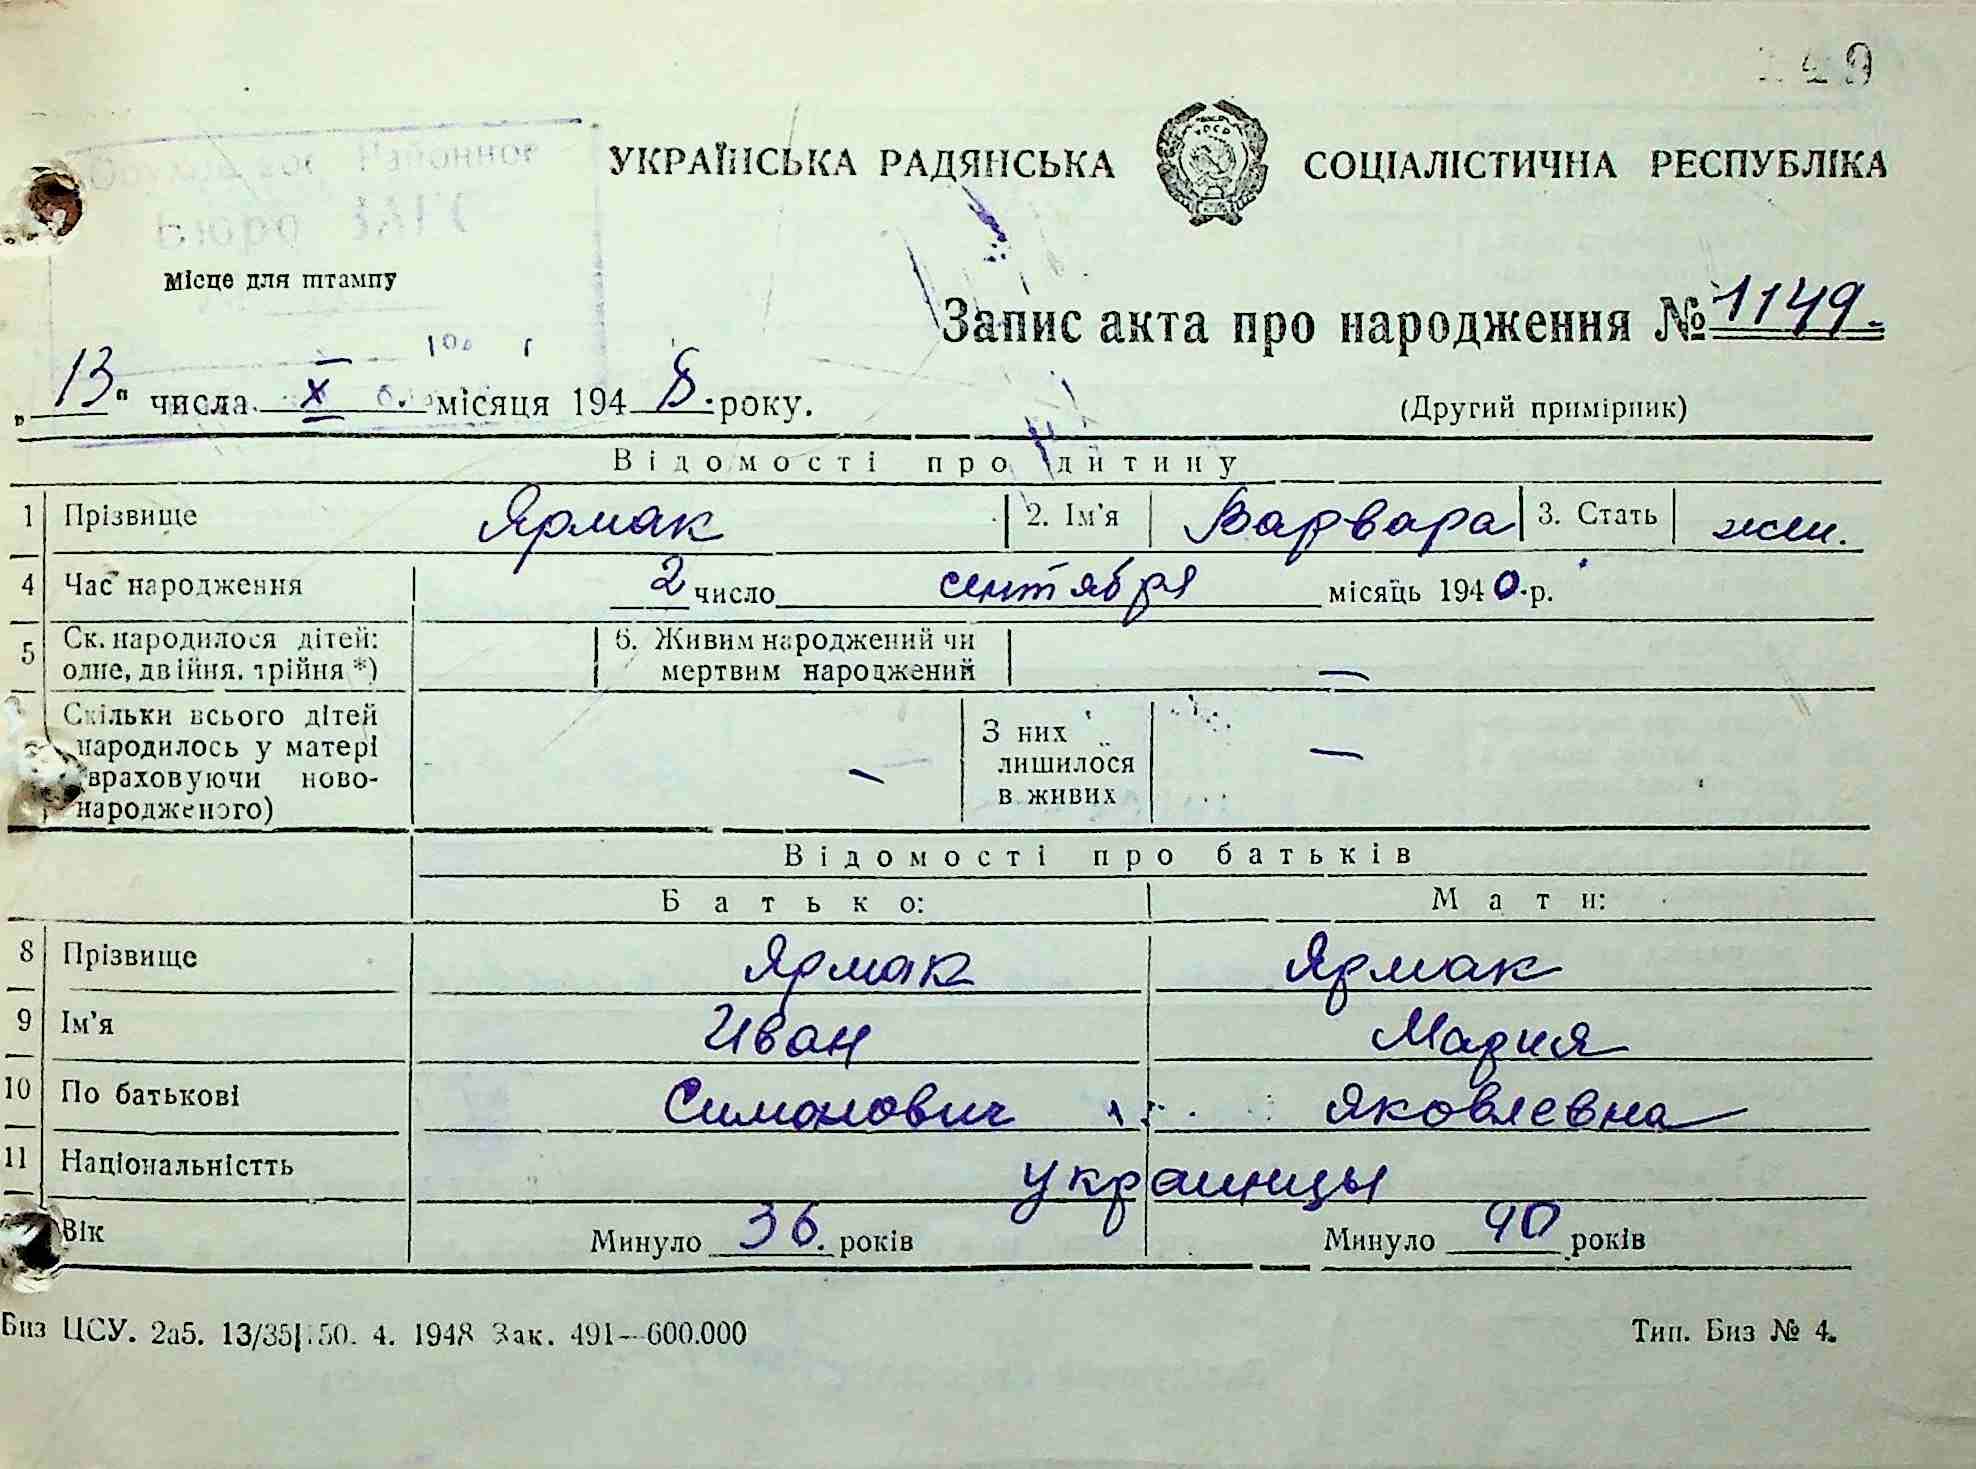 149
Районное
Бюро ЗАГС
УКРАЇНСЬКА РАДЯНСЬКА СОЦІАЛІСТИЧНА РЕСПУБЛІКА
Місце для штампу
Запис акта про народження № 1149.
„13" числа X місяця 1948. року.
(Другий примірник)
Відомості про дитину
1 Прізвище Ярмак 2. Ім'я Варвара 3. Стать жен.
4 Час народження 2 число сентября місяць 1940.р.
5 Ск. народилося дітей: одне, двійня, трійня *) 6. Живим народжений чи мертвим народжений —
Скільки всього дітей народилось у матері (враховуючи новонародженого) — З них лишилося в живих —
Відомості про батьків
Батько: Мати:
8 Прізвище Ярмак Ярмак
9 Ім'я Иван Мария
10 По батькові Симонович Яковлевна
11 Національністть украинцы
Вік Минуло 36. років Минуло 40 років
Биз ЦСУ. 2а5. 13/35 50. 4. 1948 Зак. 491—600.000 Тип. Биз № 4.